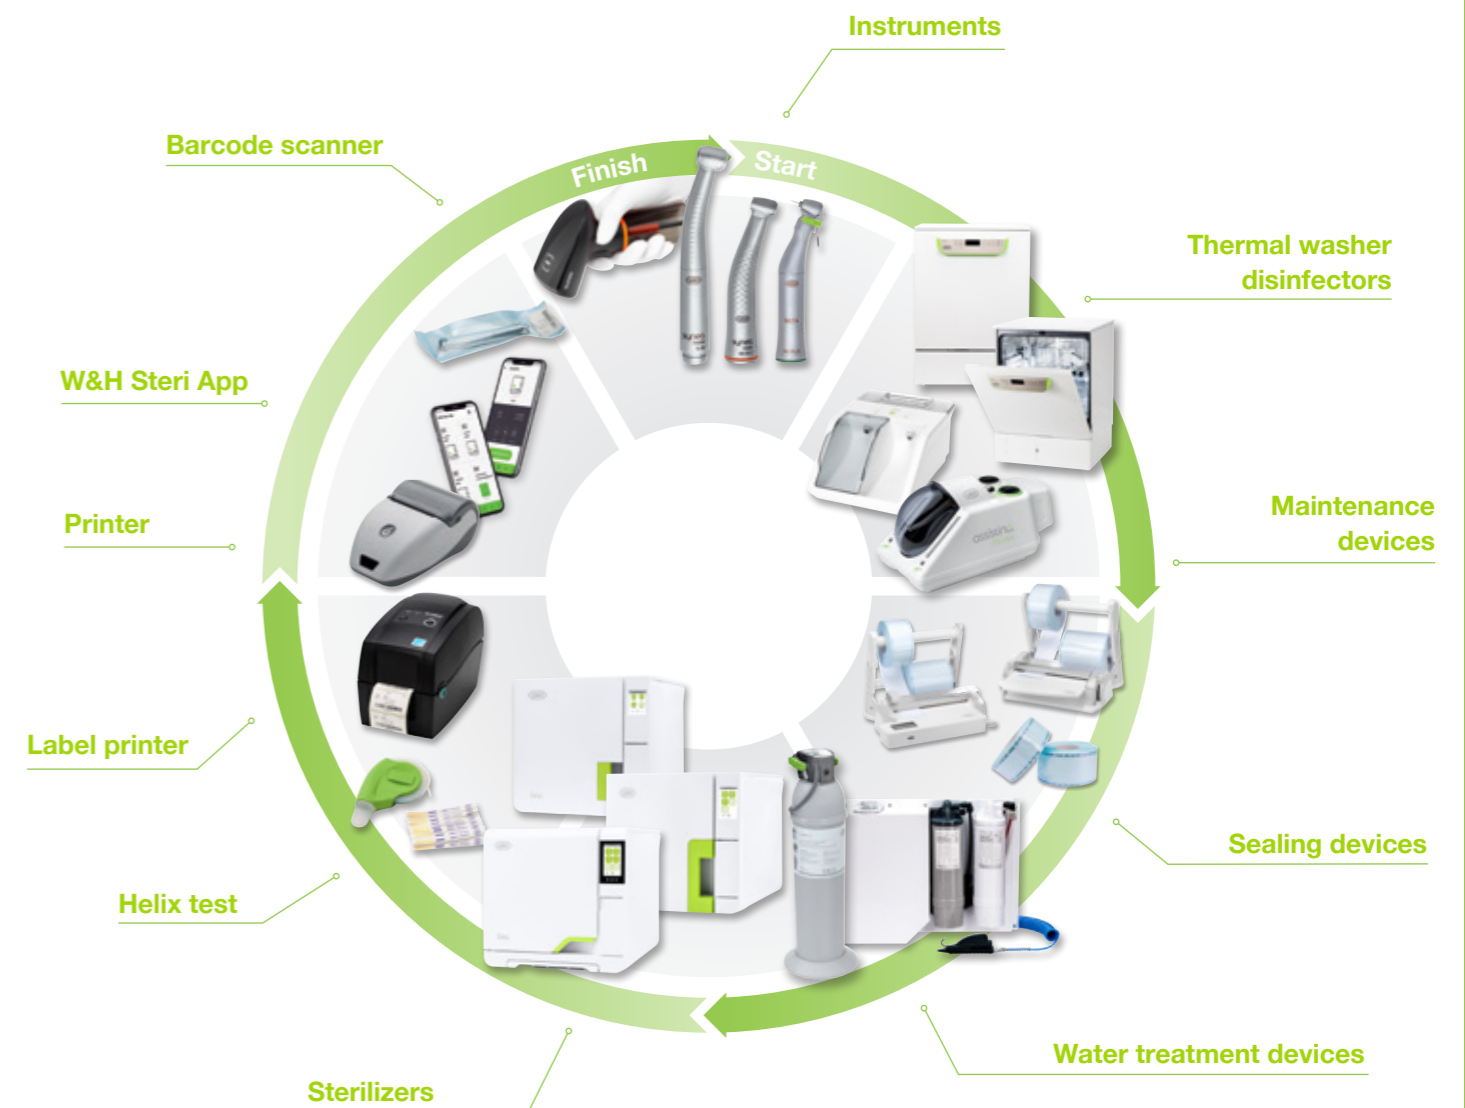 Instruments
Barcode scanner
Finish
Start
Thermal washer
disinfectors
W&H Steri App
Printer
Maintenance
devices
Label printer
Sealing devices
Helix test
Water treatment devices
Sterilizers